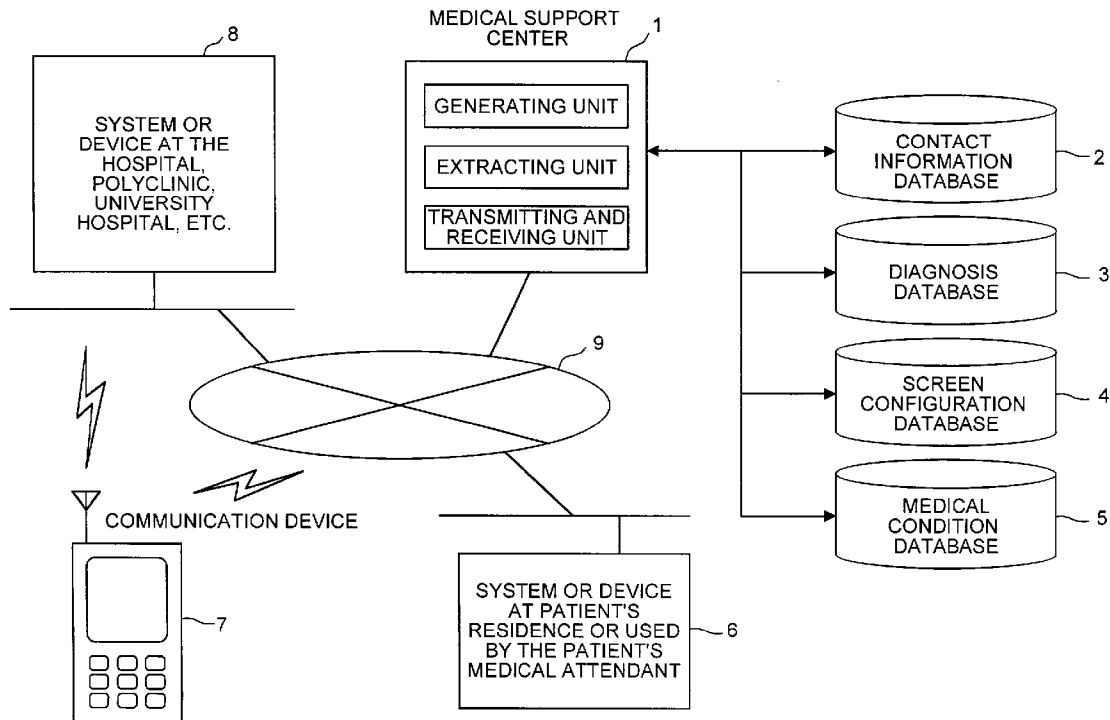 8
SYSTEM OR
DEVICE AT THE
HOSPITAL,
POLYCLINIC,
UNIVERSITY
HOSPITAL, ETC.
MEDICAL SUPPORT
CENTER
1
GENERATING UNIT
EXTRACTING UNIT
TRANSMITTING AND
RECEIVING UNIT
CONTACT
INFORMATION
DATABASE
2
DIAGNOSIS
DATABASE
3
SCREEN
CONFIGURATION
DATABASE
4
MEDICAL
CONDITION
DATABASE
5
9
COMMUNICATION DEVICE
7
SYSTEM OR DEVICE
AT PATIENT'S
RESIDENCE OR USED
BY THE PATIENT'S
MEDICAL ATTENDANT
6